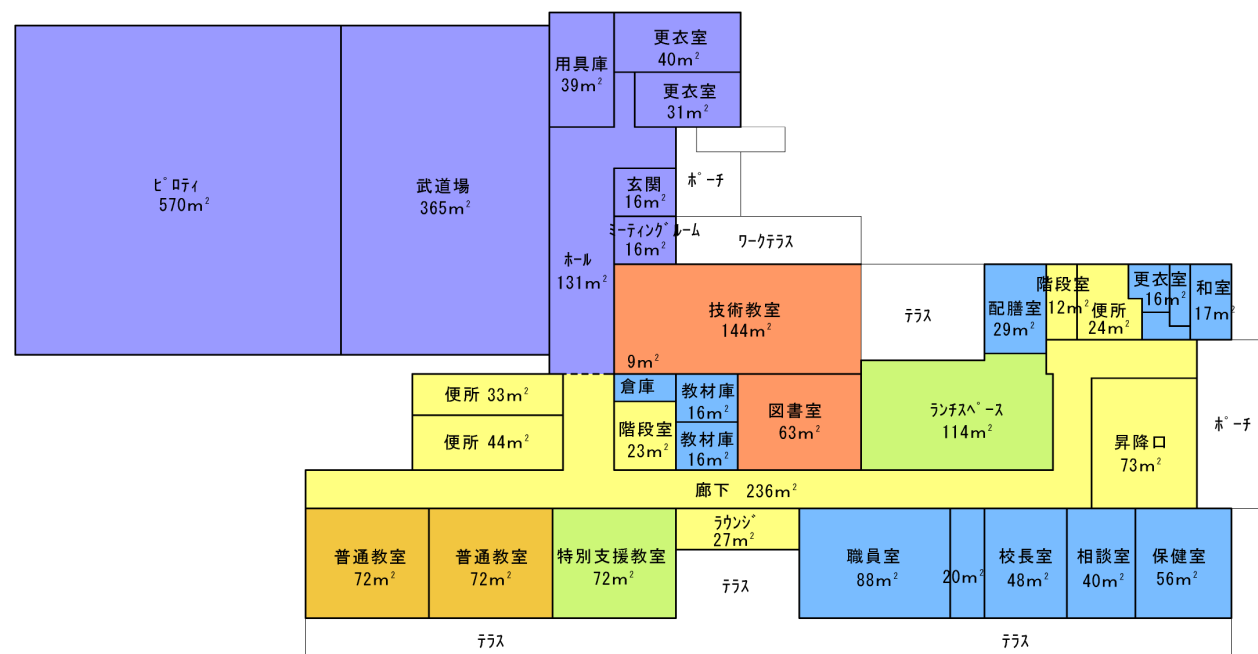 更衣室
40m²
用具庫
39m²
更衣室
31m²
ﾋﾟﾛﾃｨ
570m²
武道場
365m²
玄関
16m²
ﾎﾟｰﾁ
ﾐｰﾃｨﾝｸﾞﾙｰﾑ
16m²
ﾜｰｸﾃﾗｽ
ﾎｰﾙ
131m²
技術教室
144m²
ﾃﾗｽ
配膳室
29m²
階段室
12m²
便所
24m²
更衣室
16m²
和室
17m²
9m²
倉庫
教材庫
16m²
図書室
63m²
ﾗﾝﾁｽﾍﾟｰｽ
114m²
便所 33m²
便所 44m²
階段室
23m²
教材庫
16m²
昇降口
73m²
ﾎﾟｰﾁ
廊下 236m²
普通教室
72m²
普通教室
72m²
特別支援教室
72m²
ﾗｳﾝｼﾞ
27m²
ﾃﾗｽ
職員室
88m²
20m²
校長室
48m²
相談室
40m²
保健室
56m²
ﾃﾗｽ
ﾃﾗｽ